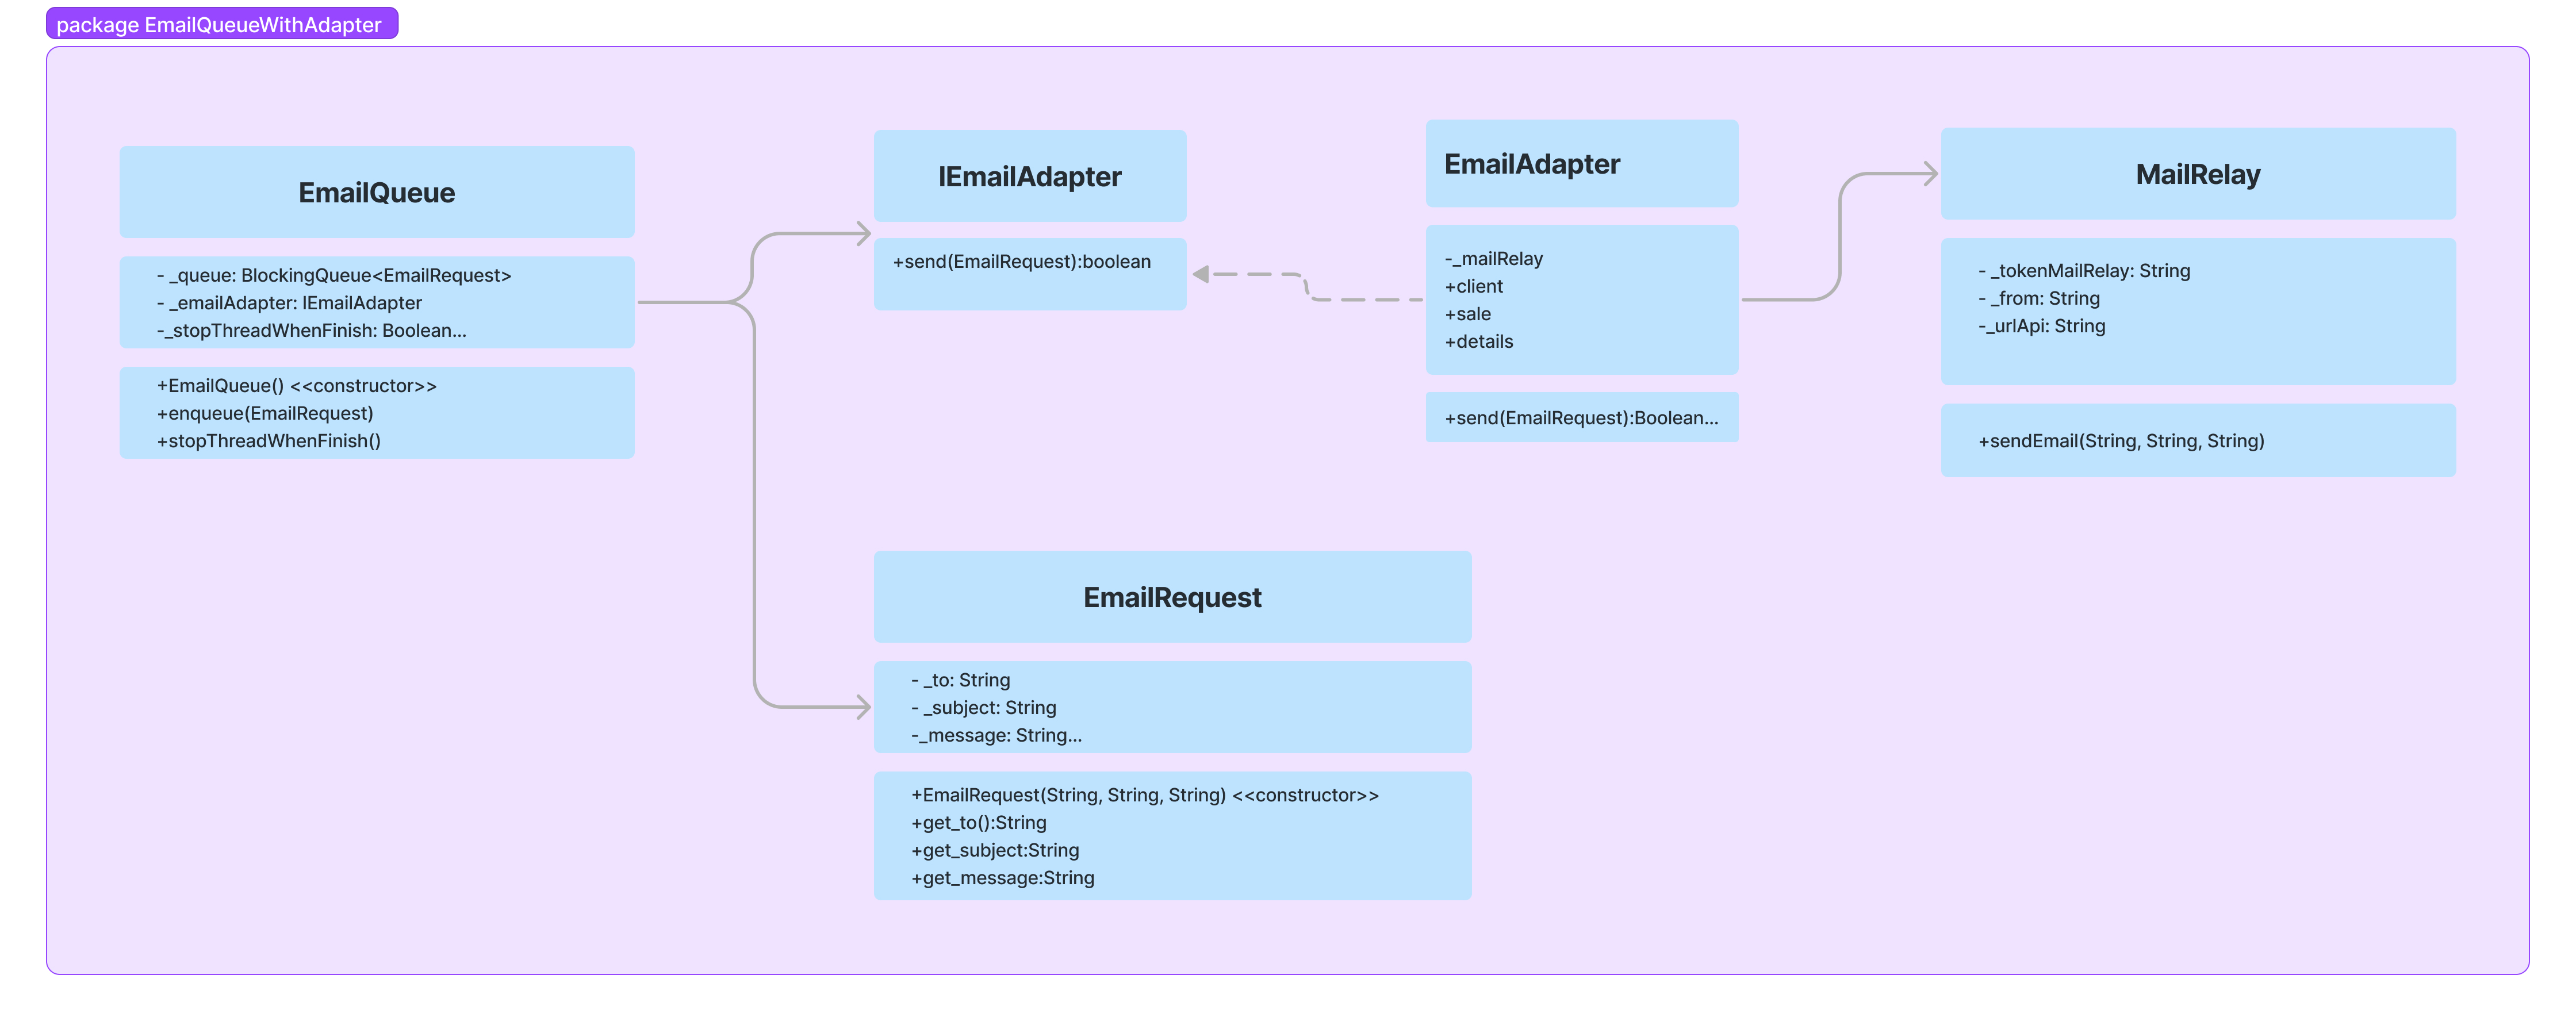 package EmailQueueWithAdapter
EmailQueue
- _queue: BlockingQueue<EmailRequest>
- _emailAdapter: IEmailAdapter
-_stopThreadWhenFinish: Boolean...
+EmailQueue() <<constructor>>
+enqueue(EmailRequest)
+stopThreadWhenFinish()
IEmailAdapter
+send(EmailRequest):boolean
EmailAdapter
-_mailRelay
+client
+sale
+details
+send(EmailRequest):Boolean...
MailRelay
- _tokenMailRelay: String
- _from: String
-_urlApi: String
+sendEmail(String, String, String)
EmailRequest
- _to: String
- _subject: String
-_message: String...
+EmailRequest(String, String, String) <<constructor>>
+get_to():String
+get_subject:String
+get_message:String